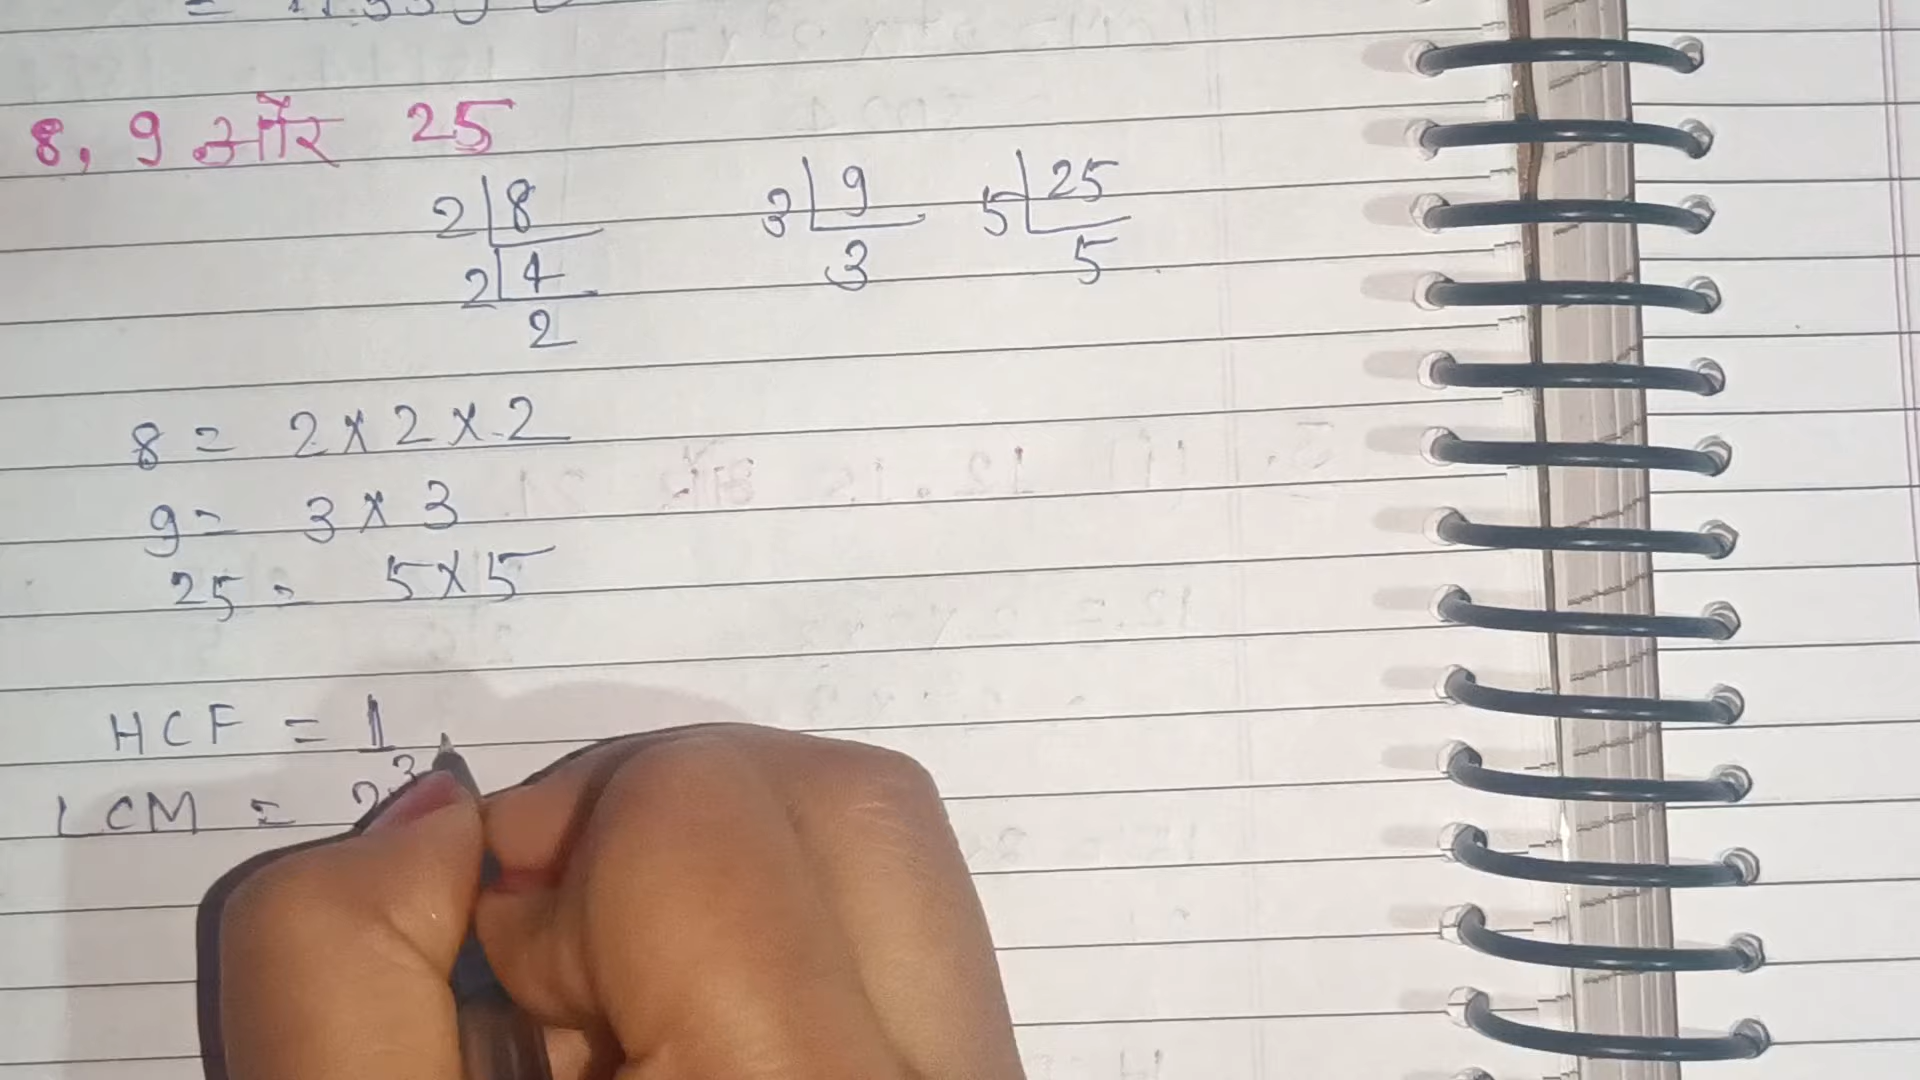 8, 9 और 25
2 8 3 9 5 25
2 4 3 5
2
8 = 2 × 2 × 2
9 = 3 × 3
25 = 5 × 5
HCF = 1
LCM = 2³